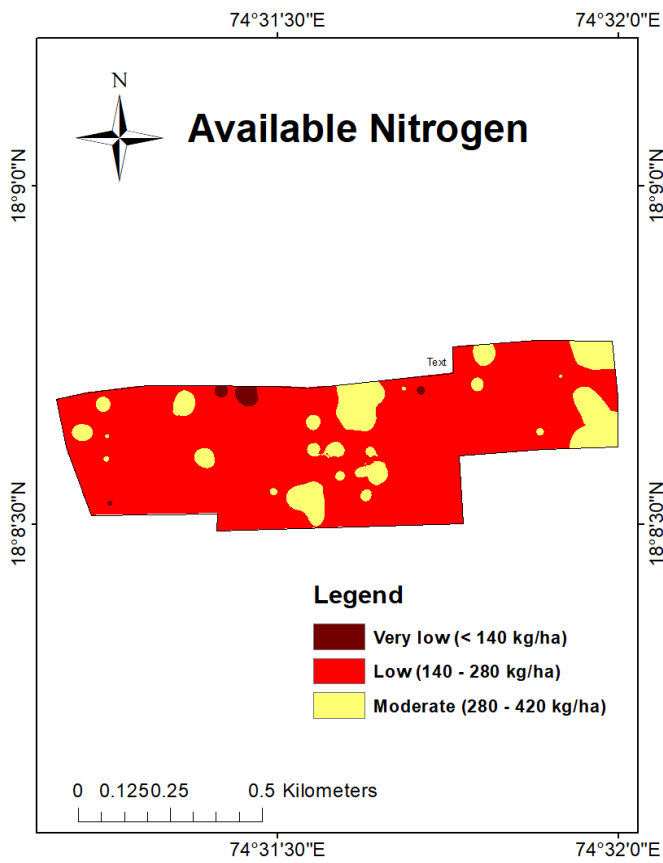 74°31'30"E
74°32'0"E
N
Available Nitrogen
18°9'0"N
18°9'0"N
Text
18°8'30"N
18°8'30"N
Legend
Very low (< 140 kg/ha)
Low (140 - 280 kg/ha)
Moderate (280 - 420 kg/ha)
0 0.1250.25 0.5 Kilometers
74°31'30"E
74°32'0"E